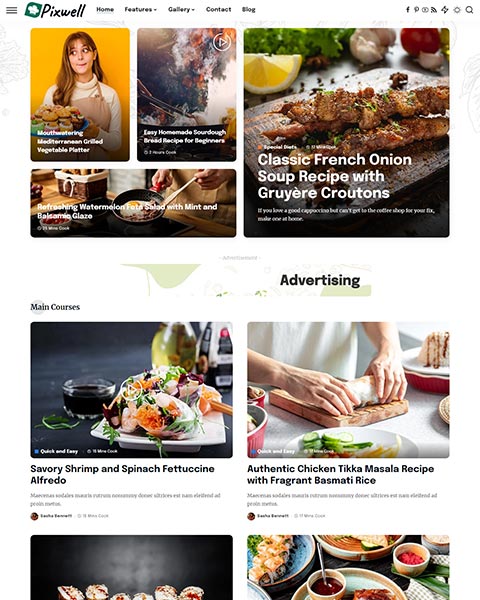 Pixwell
Home
Features
Gallery
Contact
Blog
Mouthwatering
Mediterranean Grilled
Vegetable Platter
Easy Homemade Sourdough
Bread Recipe for Beginners
2 Hours Cook
Refreshing Watermelon Feta Salad with Mint and
Balsamic Glaze
25 Mins Cook
Special Diets
17 Mins Cook
Classic French Onion
Soup Recipe with
Gruyère Croutons
If you love a good cappuccino but can't get to the coffee shop for your fix,
make one at home.
- Advertisement -
Advertising
Main Courses
Quick and Easy
15 Mins Cook
Savory Shrimp and Spinach Fettuccine
Alfredo
Maecenas sodales mauris rutrum nonummy donec ultrices est nam eleifend ad
proin metus.
Sasha Bennett
15 Mins Cook
Quick and Easy
11 Mins Cook
Authentic Chicken Tikka Masala Recipe
with Fragrant Basmati Rice
Maecenas sodales mauris rutrum nonummy donec ultrices est nam eleifend ad
proin metus.
Sasha Bennett
11 Mins Cook